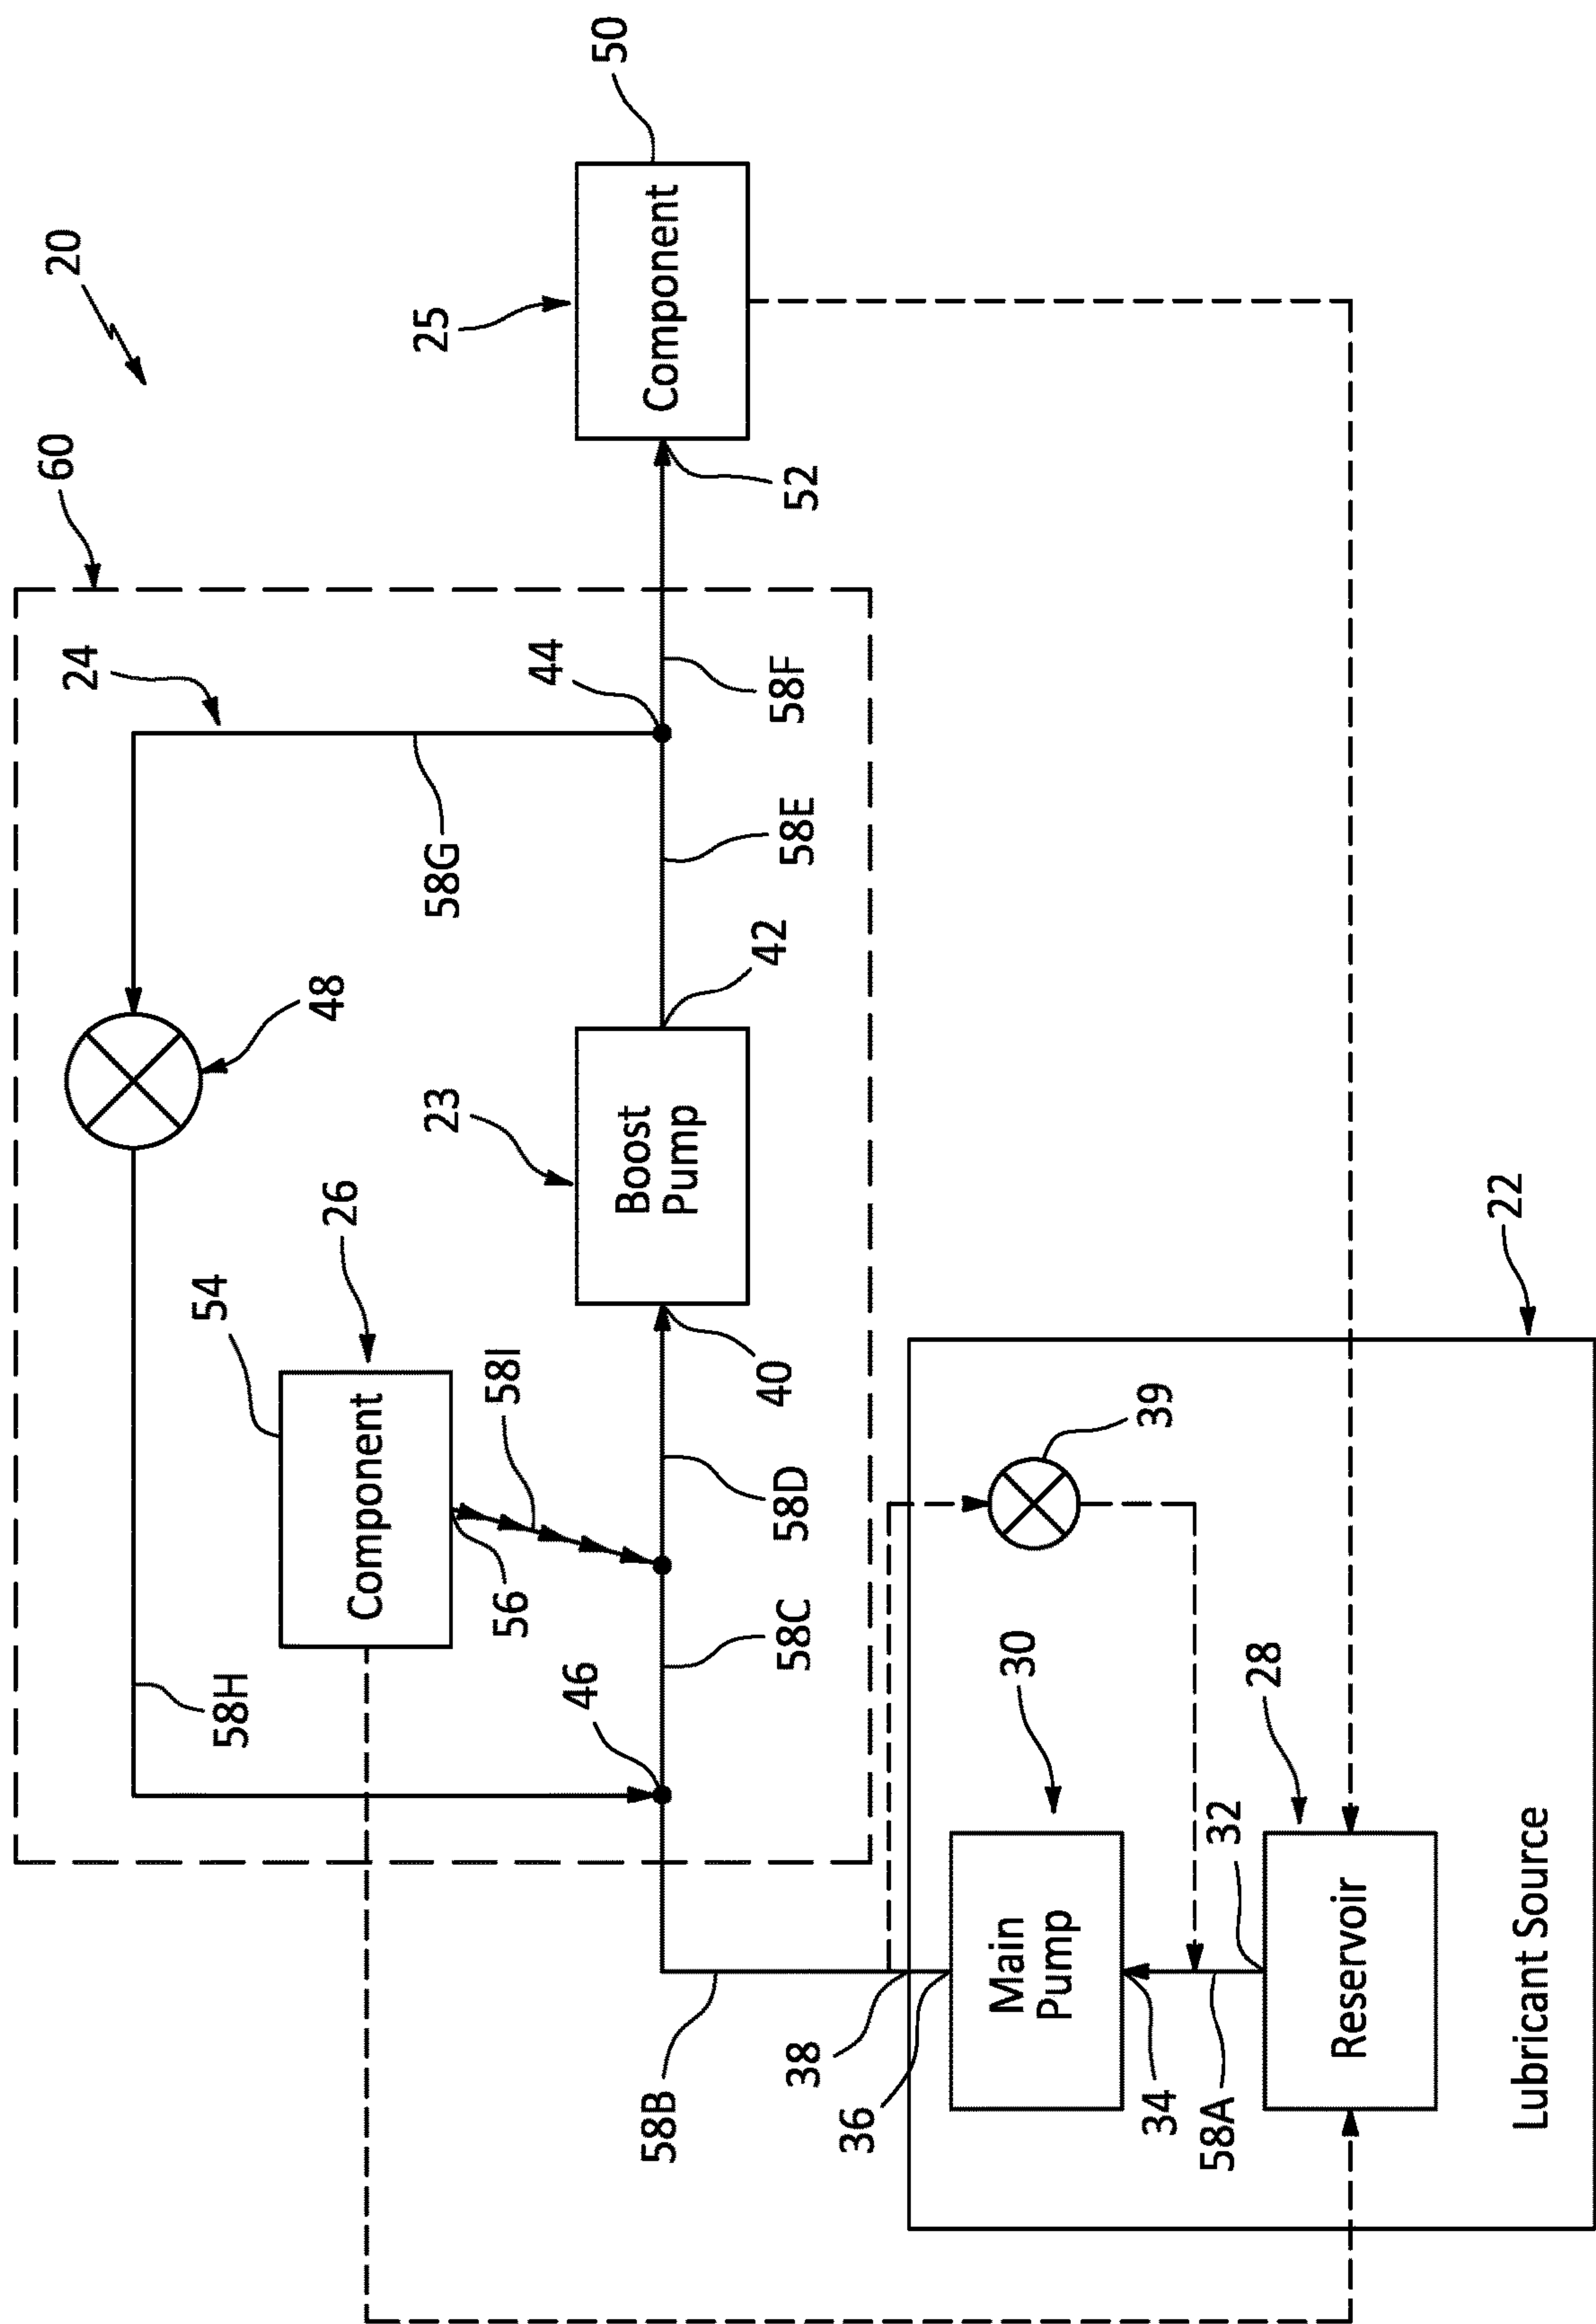 60
20
24
54
58H
48
26
Component
23
58G
25
58I
56
44
46
50
Boost
Pump
Component
58B
58C
58D
40
42
58E
58F
52
38
36
Main
Pump
30
39
34
58A
32
28
Reservoir
22
Lubricant Source